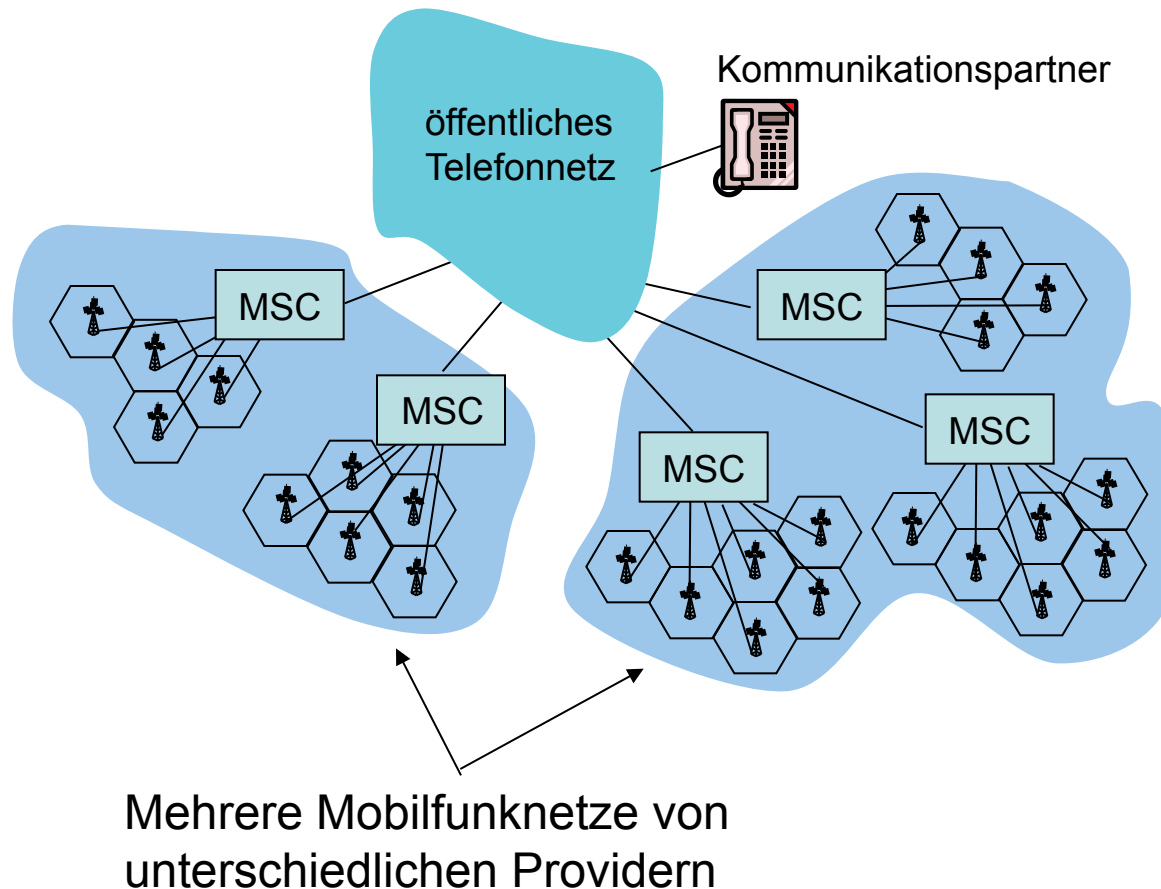 Kommunikationspartner
öffentliches
Telefonnetz
MSC
MSC
MSC
MSC
MSC
Mehrere Mobilfunknetze von
unterschiedlichen Providern